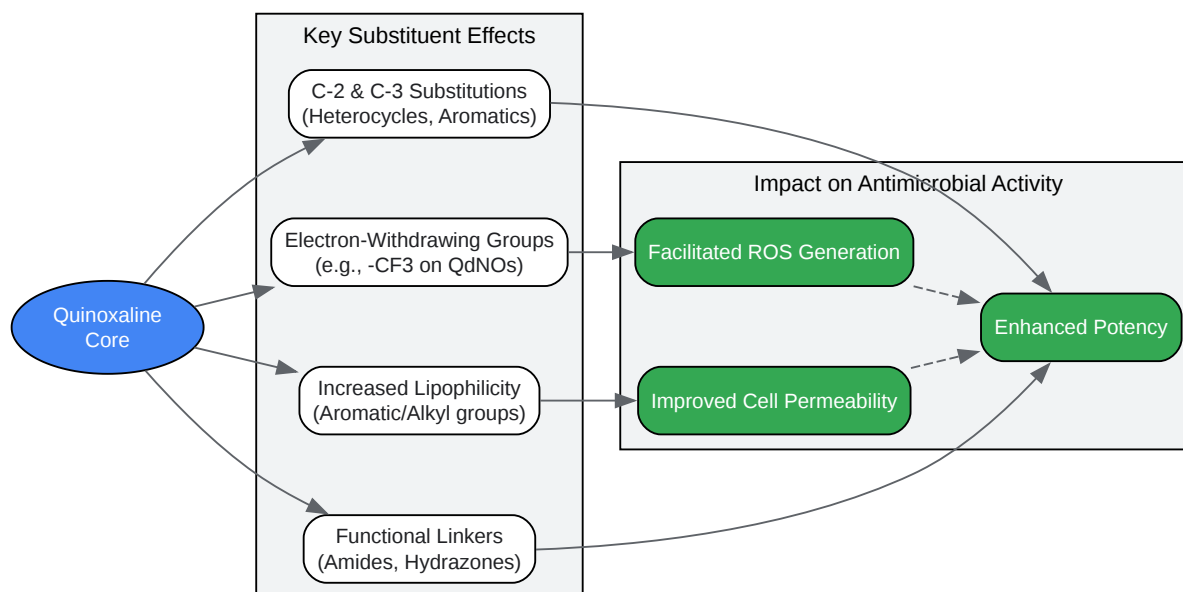 Key Substituent Effects
C-2 & C-3 Substitutions
(Heterocycles, Aromatics)
Impact on Antimicrobial Activity
Electron-Withdrawing Groups
(e.g., -CF3 on QdNOs)
Facilitated ROS Generation
Quinoxaline
Core
Enhanced Potency
Increased Lipophilicity
(Aromatic/Alkyl groups)
Improved Cell Permeability
Functional Linkers
(Amides, Hydrazones)